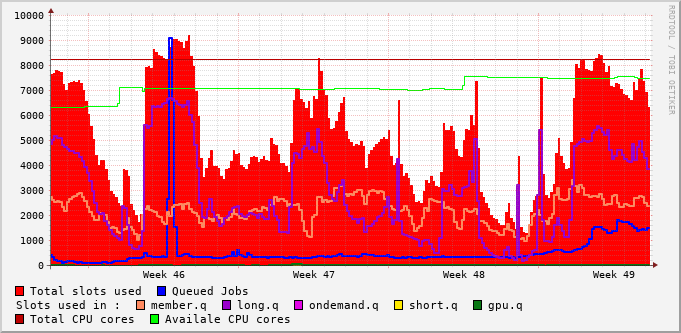 RRDTOOL / TOBI OETIKER
10000
9000
8000
7000
6000
5000
4000
3000
2000
1000
0
Week 46 Week 47 Week 48 Week 49
Total slots used Queued Jobs
Slots used in : member.q long.q ondemand.q short.q gpu.q
Total CPU cores Availale CPU cores